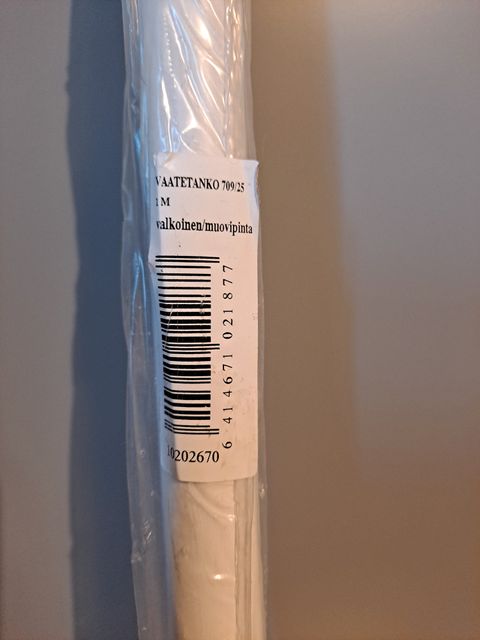 VAATETANKO 709/25
1 M
valkoinen/muovipinta
6 414671 021877
10202670